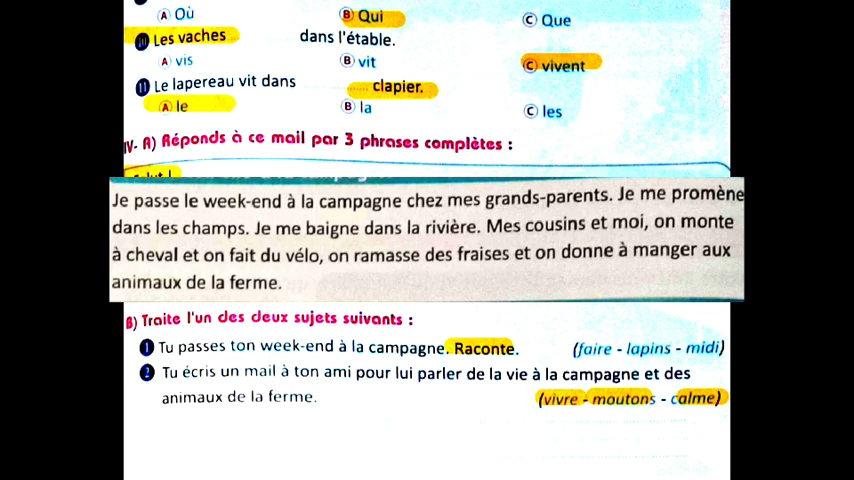 A Où B Qui C Que
10 Les vaches .. dans l'étable.
A vis B vit C vivent
11 Le lapereau vit dans ...... clapier.
A le B la C les
IV- A) Réponds à ce mail par 3 phrases complètes :
Je passe le week-end à la campagne chez mes grands-parents. Je me promène
dans les champs. Je me baigne dans la rivière. Mes cousins et moi, on monte
à cheval et on fait du vélo, on ramasse des fraises et on donne à manger aux
animaux de la ferme.
B) Traite l'un des deux sujets suivants :
1 Tu passes ton week-end à la campagne. Raconte. (faire - lapins - midi)
2 Tu écris un mail à ton ami pour lui parler de la vie à la campagne et des
animaux de la ferme. (vivre - moutons - calme)